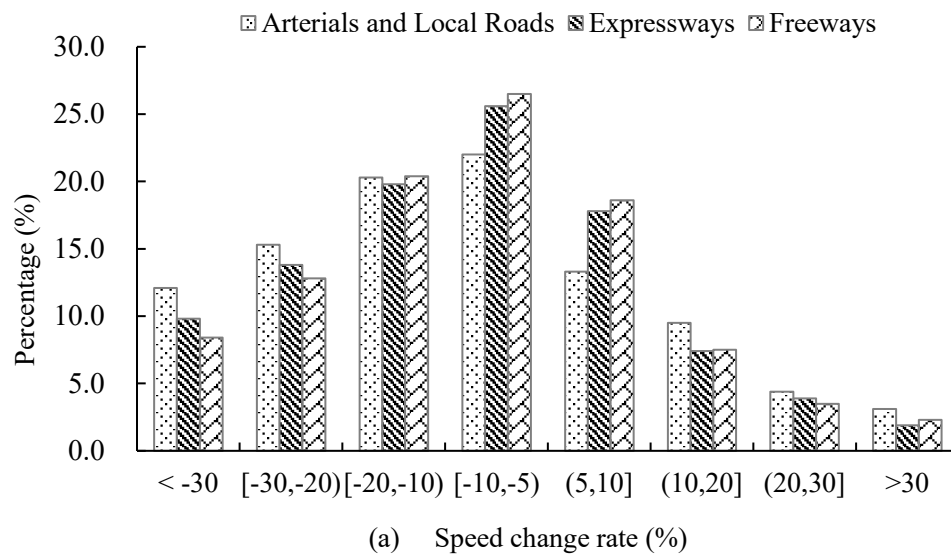 Arterials and Local Roads Expressways Freeways
30.0
25.0
20.0
15.0
10.0
5.0
0.0
Percentage (%)
< -30 [-30,-20) [-20,-10) [-10,-5) (5,10] (10,20] (20,30] >30
(a) Speed change rate (%)